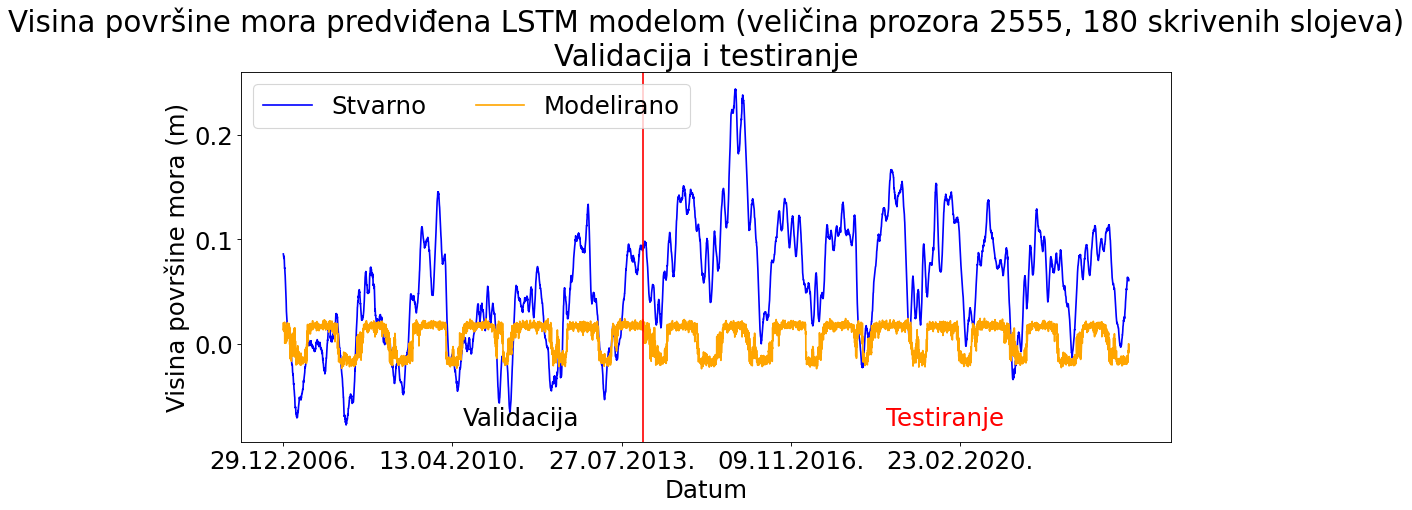 Visina površine mora predviđena LSTM modelom (veličina prozora 2555, 180 skrivenih slojeva)
Validacija i testiranje
Stvarno
Modelirano
Visina površine mora (m)
0.2
0.1
0.0
Validacija
Testiranje
29.12.2006.
13.04.2010.
27.07.2013.
09.11.2016.
23.02.2020.
Datum